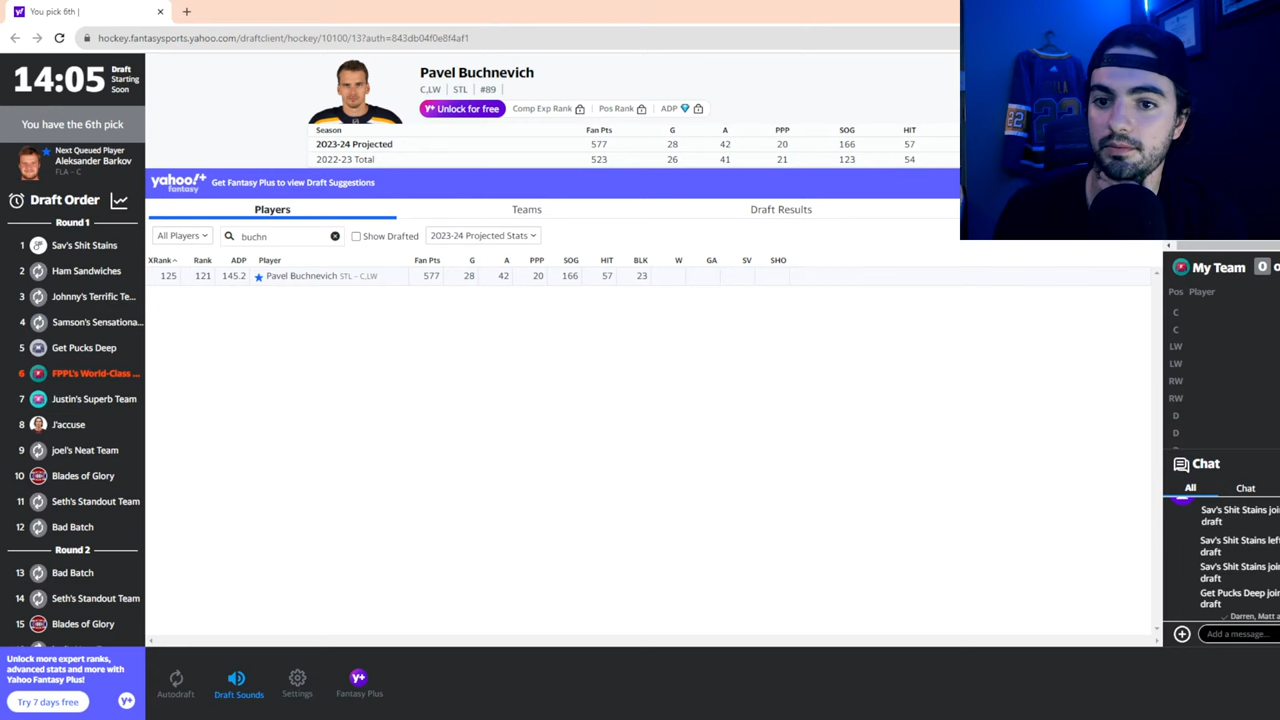 You pick 6th |
hockey.fantasysports.yahoo.com/draftclient/hockey/10100/13?auth=843db04f0e8f4af1
14:05 Draft Starting Soon
You have the 6th pick
Next Queued Player
Aleksander Barkov
FLA – C
Draft Order
Round 1
1 Sav's Shit Stains
2 Ham Sandwiches
3 Johnny's Terrific Te...
4 Samson's Sensationa...
5 Get Pucks Deep
6 FPPL's World-Class ...
7 Justin's Superb Team
8 J'accuse
9 joel's Neat Team
10 Blades of Glory
11 Seth's Standout Team
12 Bad Batch
Round 2
13 Bad Batch
14 Seth's Standout Team
15 Blades of Glory
Unlock more expert ranks, advanced stats and more with Yahoo Fantasy Plus!
Try 7 days free
y+
Pavel Buchnevich
C,LW STL #89
y+ Unlock for free Comp Exp Rank Pos Rank ADP
Season Fan Pts G A PPP SOG HIT
2023-24 Projected 577 28 42 20 166 57
2022-23 Total 523 26 41 21 123 54
yahoo!+ fantasy Get Fantasy Plus to view Draft Suggestions
Players Teams Draft Results
All Players buchn Show Drafted 2023-24 Projected Stats
XRank Rank ADP Player Fan Pts G A PPP SOG HIT BLK W GA SV SHO
125 121 145.2 Pavel Buchnevich STL – C,LW 577 28 42 20 166 57 23
Autodraft Draft Sounds Settings Fantasy Plus
My Team 0
Pos Player
C
C
LW
LW
RW
RW
D
D
Chat
All Chat
Sav's Shit Stains
draft
Sav's Shit Stains left
draft
Sav's Shit Stains
draft
Get Pucks Deep
draft
Darren, Matt
Add a message...
22